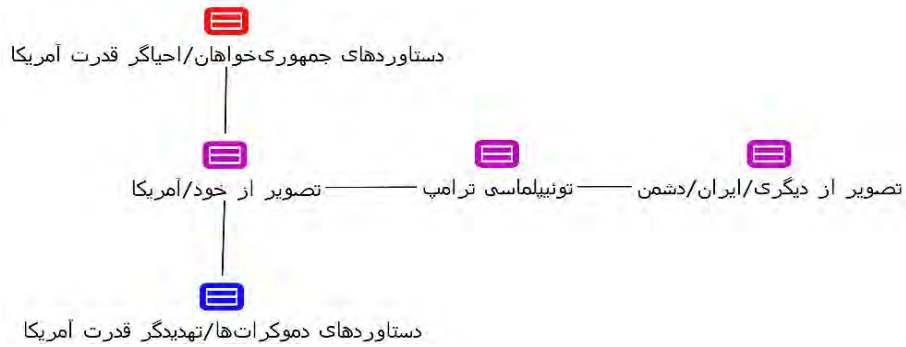 دستاوردهای جمهوری‌خواهان/احیاگر قدرت آمریکا
تصویر از دیگری/ایران/دشمن
توئیپلماسی ترامپ
تصویر از خود/آمریکا
دستاوردهای دموکرات‌ها/تهدیدگر قدرت آمریکا